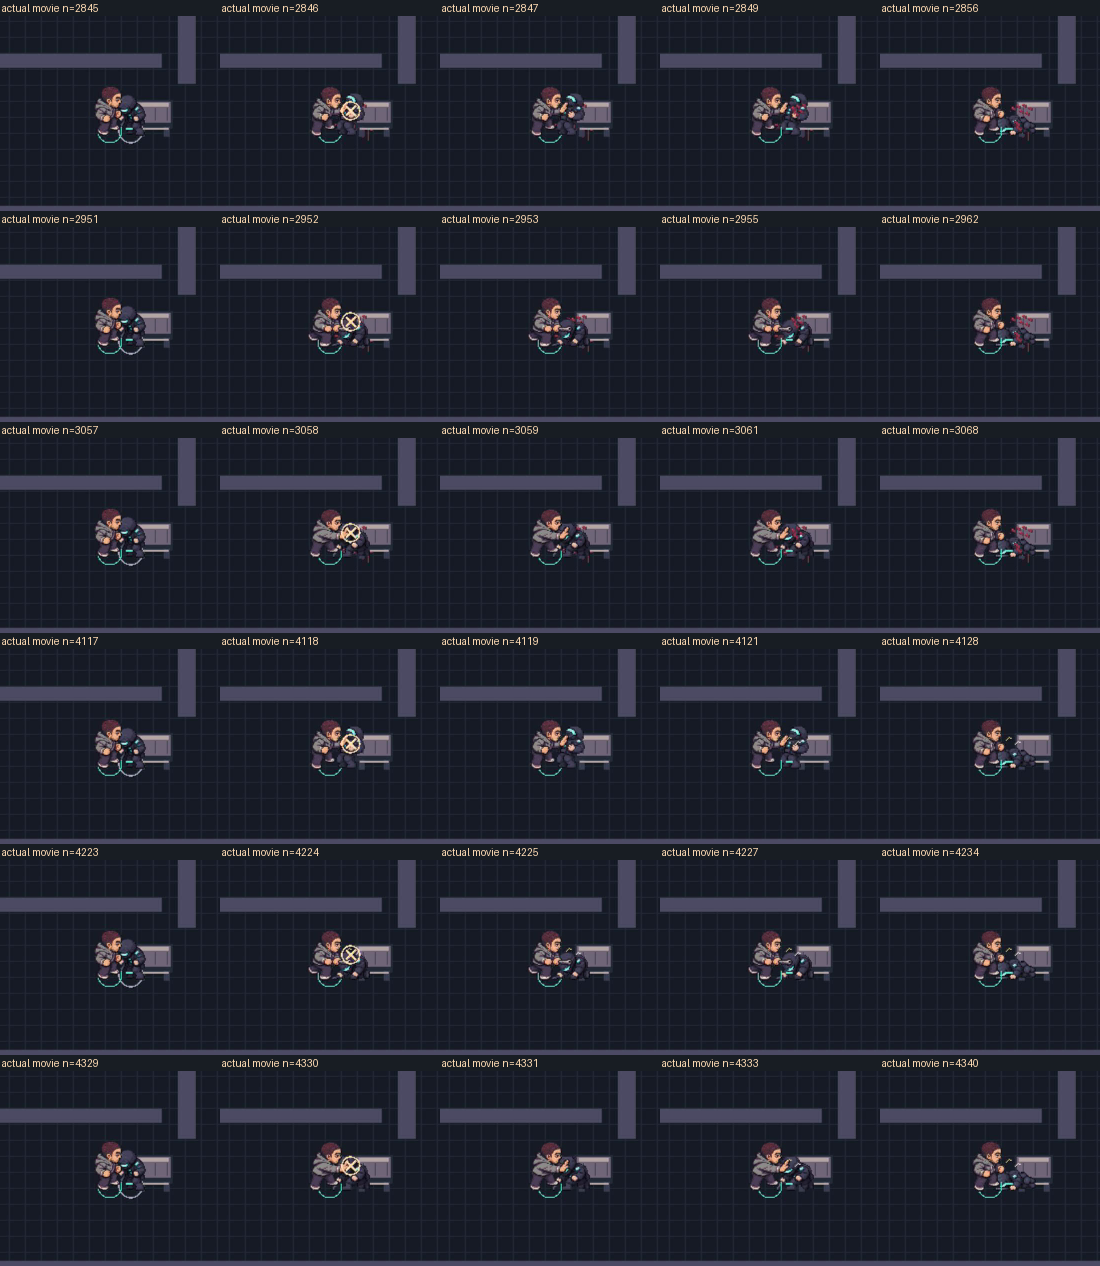 actual movie n=2845
actual movie n=2846
actual movie n=2847
actual movie n=2849
actual movie n=2856
actual movie n=2951
actual movie n=2952
actual movie n=2953
actual movie n=2955
actual movie n=2962
actual movie n=3057
actual movie n=3058
actual movie n=3059
actual movie n=3061
actual movie n=3068
actual movie n=4117
actual movie n=4118
actual movie n=4119
actual movie n=4121
actual movie n=4128
actual movie n=4223
actual movie n=4224
actual movie n=4225
actual movie n=4227
actual movie n=4234
actual movie n=4329
actual movie n=4330
actual movie n=4331
actual movie n=4333
actual movie n=4340